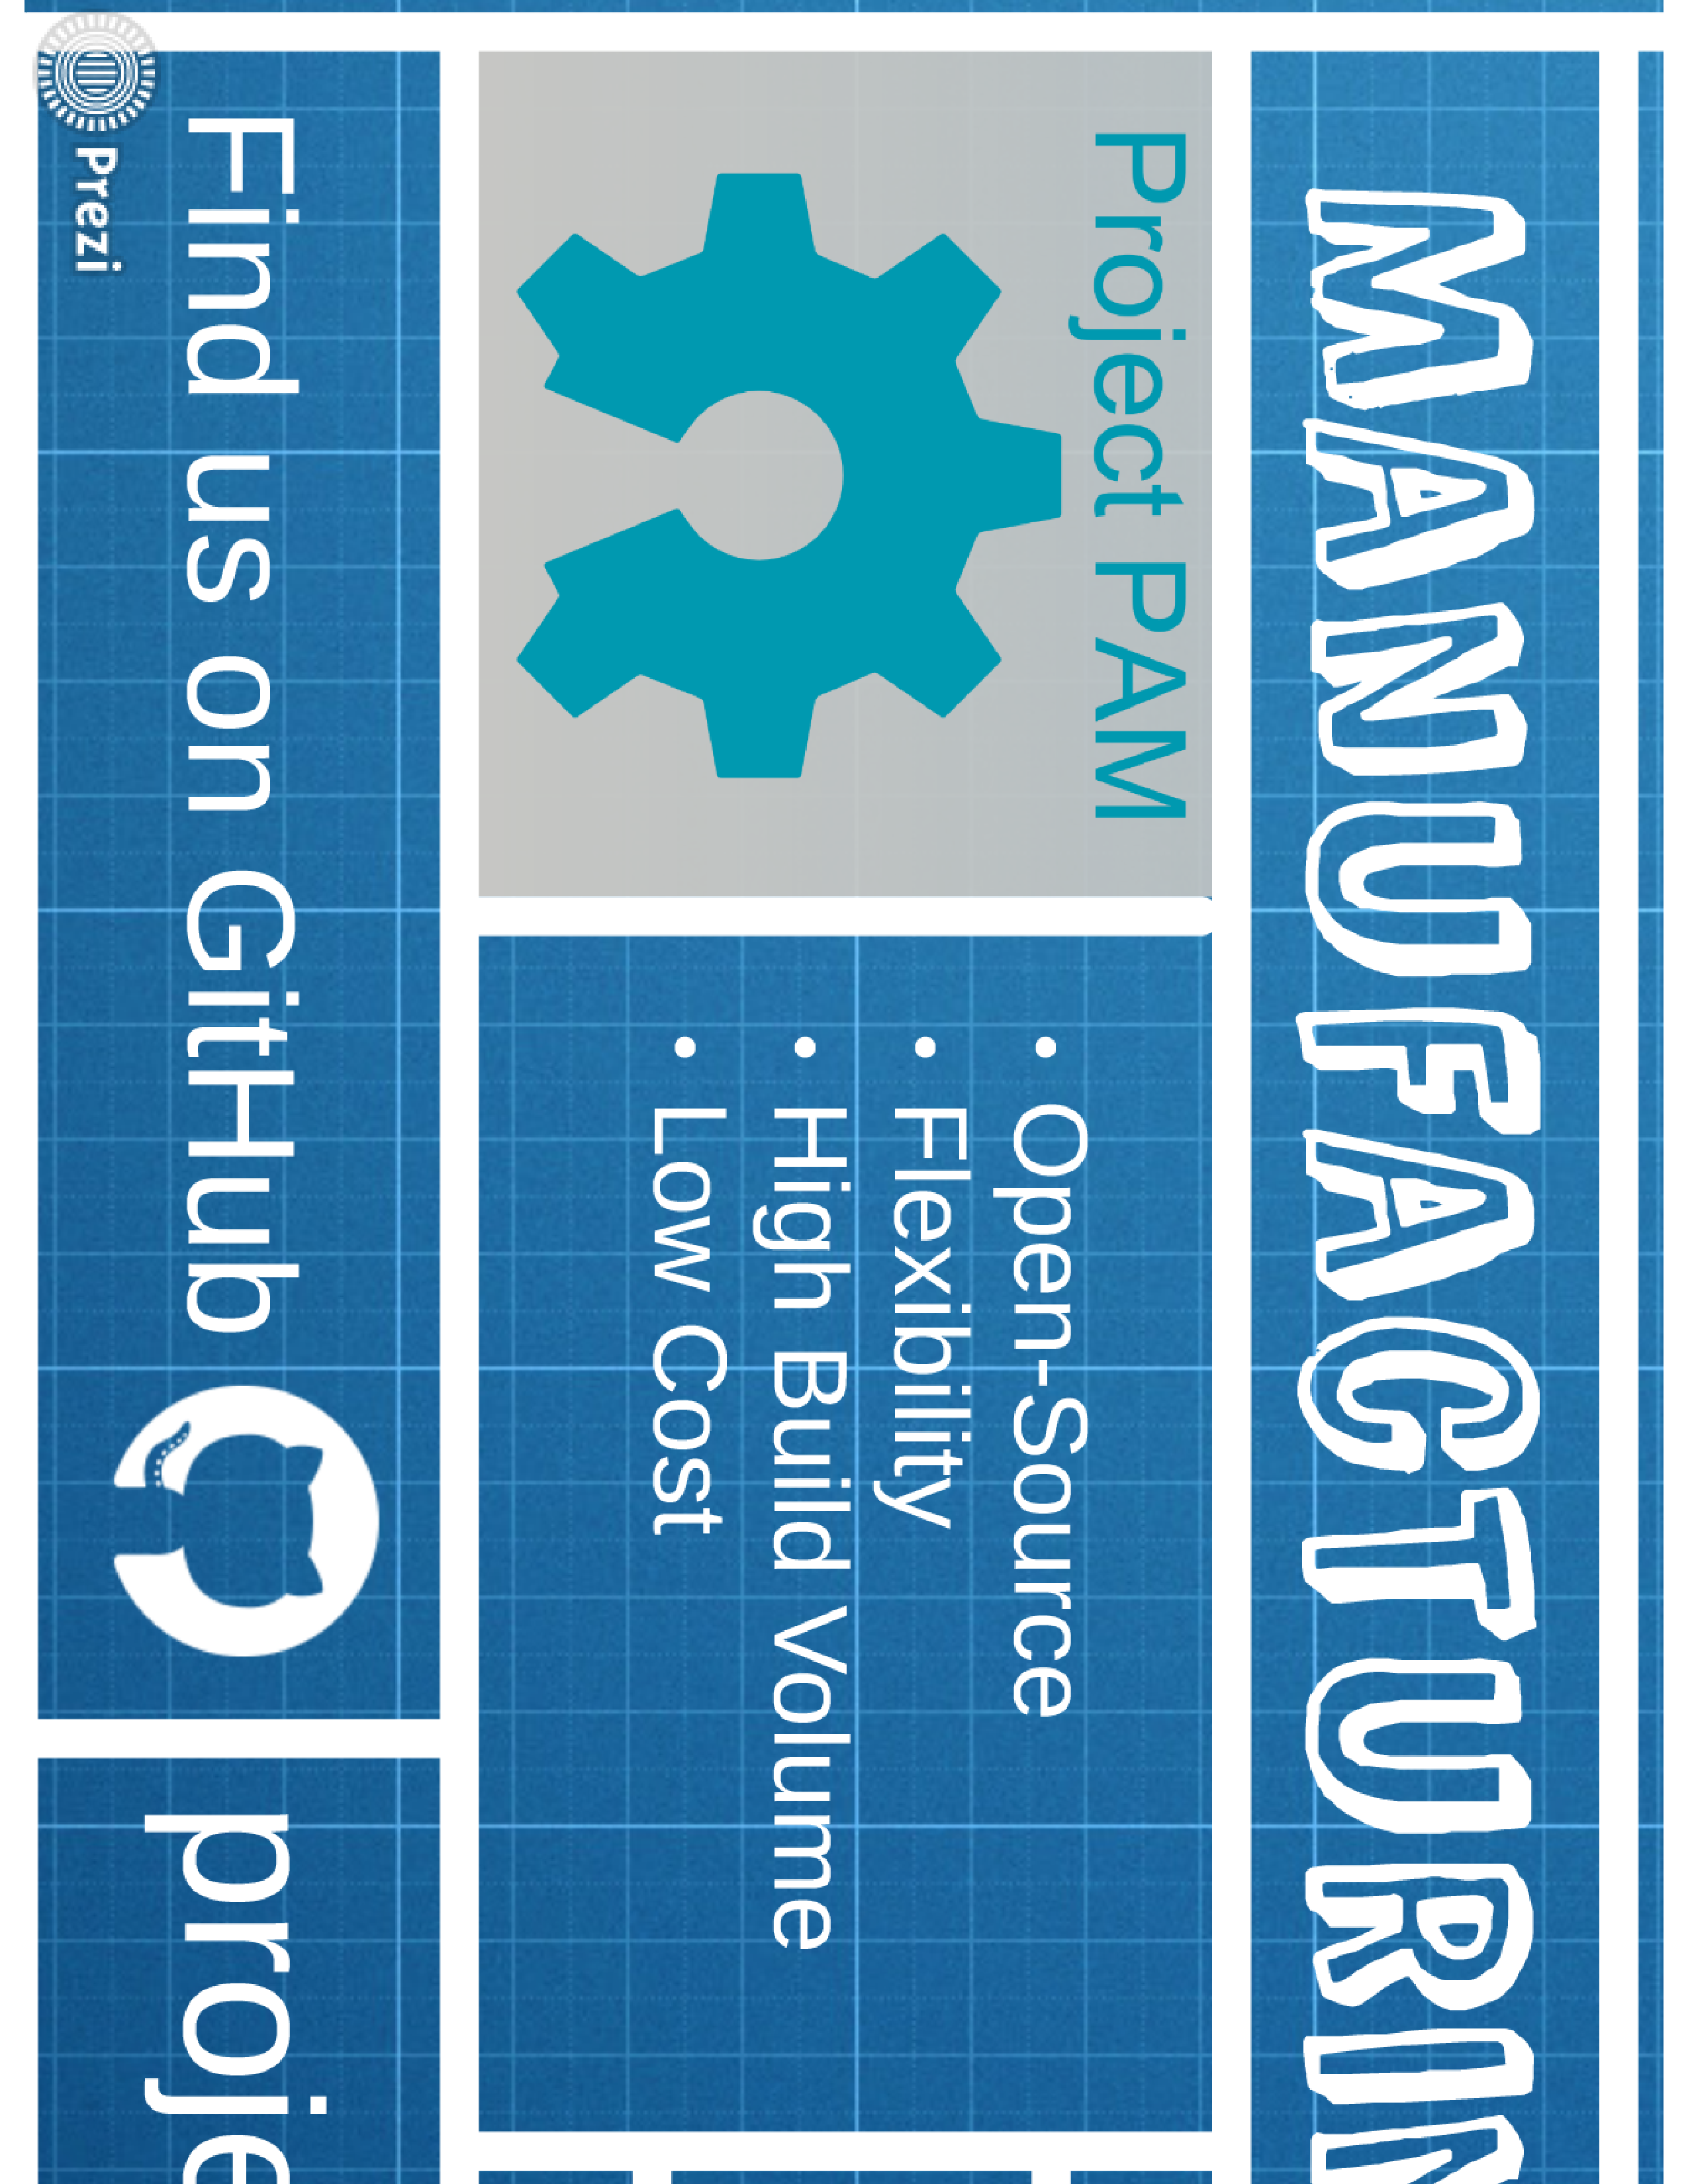 MANUFACTURIN
Project PAM
• Open-Source
• Flexibility
• High Build Volume
• Low Cost
Find us on GitHub
proje
Prezi